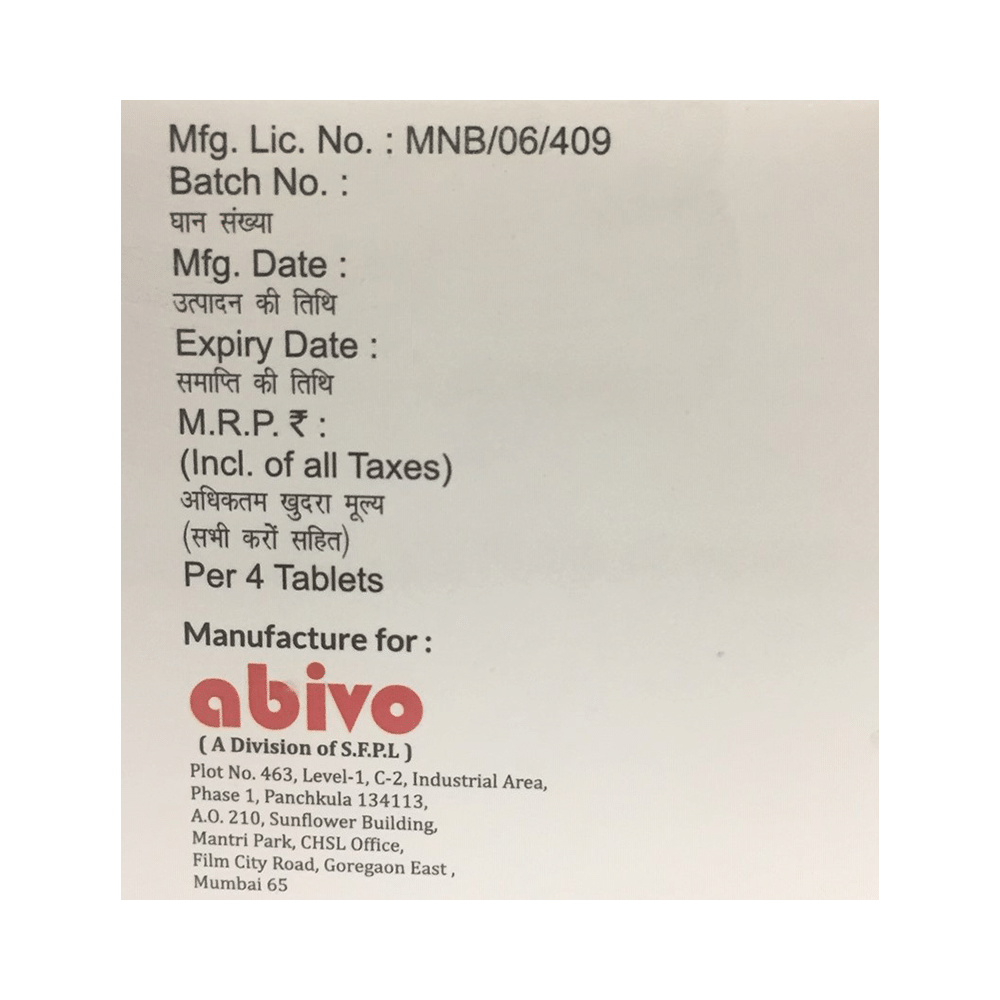 Mfg. Lic. No. : MNB/06/409
Batch No. :
घान संख्या
Mfg. Date :
उत्पादन की तिथि
Expiry Date :
समाप्ति की तिथि
M.R.P. ₹ :
(Incl. of all Taxes)
अधिकतम खुदरा मूल्य
(सभी करों सहित)
Per 4 Tablets
Manufacture for :
abivo
( A Division of S.F.P.L )
Plot No. 463, Level-1, C-2, Industrial Area,
Phase 1, Panchkula 134113,
A.O. 210, Sunflower Building,
Mantri Park, CHSL Office,
Film City Road, Goregaon East ,
Mumbai 65